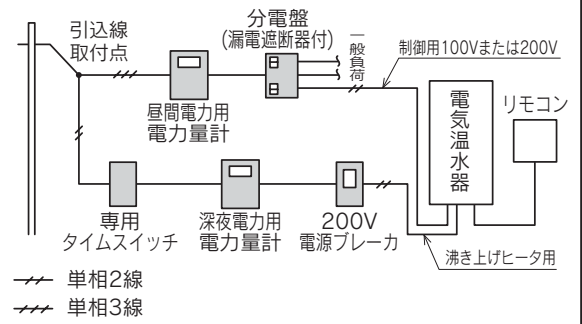 引込線
取付点
分電盤
(漏電遮断器付)
一般負荷
制御用100Vまたは200V
昼間電力用
電力量計
電気温水器
リモコン
専用
タイムスイッチ
深夜電力用
電力量計
200V
電源ブレーカ
沸き上げヒータ用
単相2線
単相3線